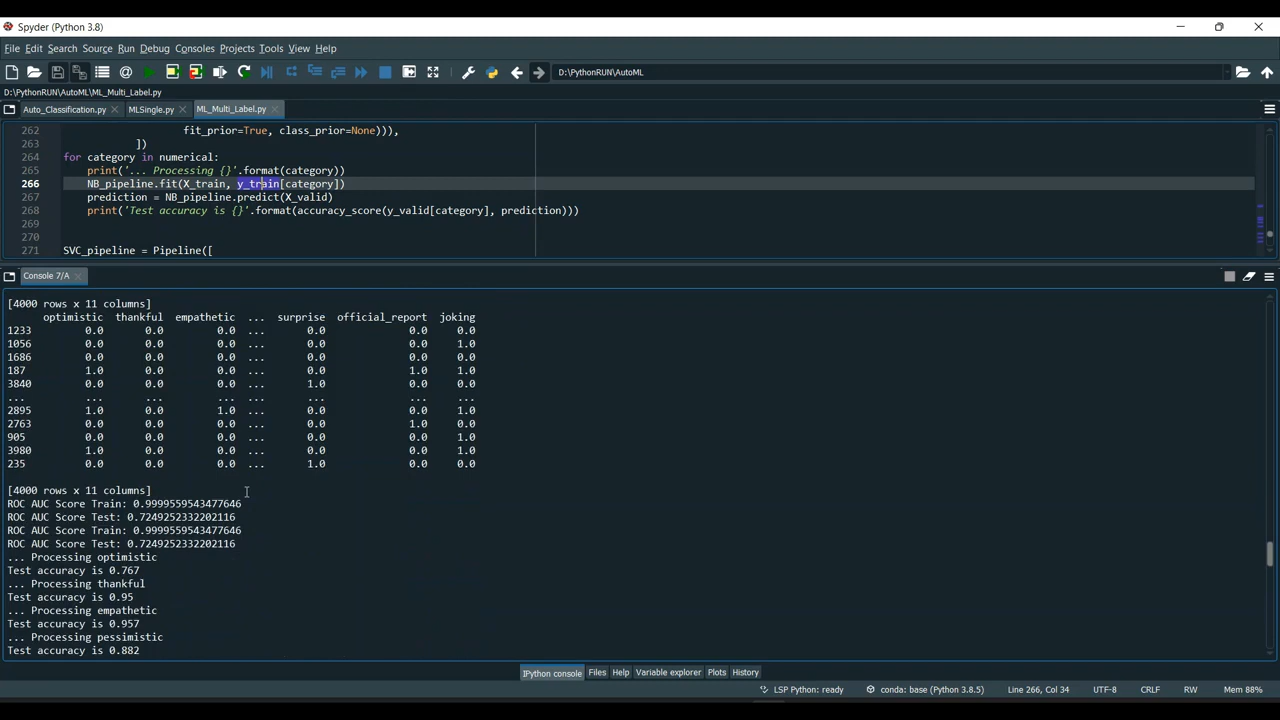 Spyder (Python 3.8)
File Edit Search Source Run Debug Consoles Projects Tools View Help
D:\PythonRUN\AutoML
D:\PythonRUN\AutoML\ML_Multi_Label.py
Auto_Classification.py MLSingle.py ML_Multi_Label.py
262 fit_prior=True, class_prior=None))),
263 ])
264 for category in numerical:
265 print('... Processing {}'.format(category))
266 NB_pipeline.fit(X_train, y_train[category])
267 prediction = NB_pipeline.predict(X_valid)
268 print('Test accuracy is {}'.format(accuracy_score(y_valid[category], prediction)))
269
270
271 SVC_pipeline = Pipeline([
Console 7/A
[4000 rows x 11 columns]
optimistic thankful empathetic ... surprise official_report joking
1233 0.0 0.0 0.0 ... 0.0 0.0 0.0
1056 0.0 0.0 0.0 ... 0.0 0.0 1.0
1686 0.0 0.0 0.0 ... 0.0 0.0 0.0
187 1.0 0.0 0.0 ... 0.0 1.0 1.0
3840 0.0 0.0 0.0 ... 1.0 0.0 0.0
... ... ... ... ... ... ... ...
2895 1.0 0.0 1.0 ... 0.0 0.0 1.0
2763 0.0 0.0 0.0 ... 0.0 1.0 0.0
905 0.0 0.0 0.0 ... 0.0 0.0 1.0
3980 1.0 0.0 0.0 ... 0.0 0.0 1.0
235 0.0 0.0 0.0 ... 1.0 0.0 0.0
[4000 rows x 11 columns]
ROC AUC Score Train: 0.9999559543477646
ROC AUC Score Test: 0.7249252332202116
ROC AUC Score Train: 0.9999559543477646
ROC AUC Score Test: 0.7249252332202116
... Processing optimistic
Test accuracy is 0.767
... Processing thankful
Test accuracy is 0.95
... Processing empathetic
Test accuracy is 0.957
... Processing pessimistic
Test accuracy is 0.882
IPython console Files Help Variable explorer Plots History
LSP Python: ready conda: base (Python 3.8.5) Line 266, Col 34 UTF-8 CRLF RW Mem 88%